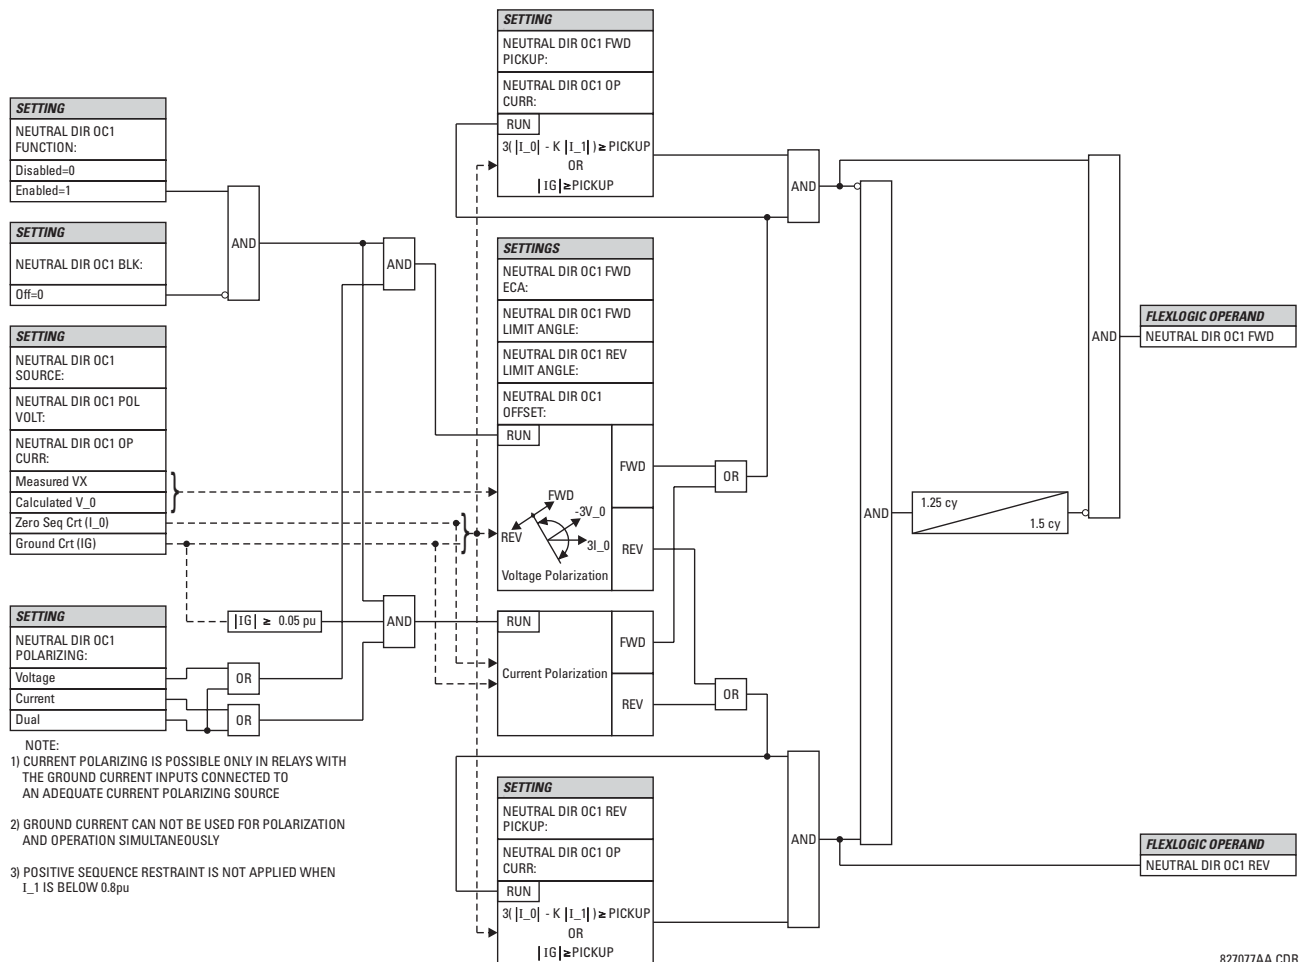 SETTING
NEUTRAL DIR OC1 FWD
PICKUP:
NEUTRAL DIR OC1 OP
CURR:
RUN
3( |I_0| - K |I_1| ) ≥ PICKUP
OR
|IG| ≥ PICKUP
SETTING
NEUTRAL DIR OC1
FUNCTION:
Disabled=0
Enabled=1
SETTING
NEUTRAL DIR OC1 BLK:
Off=0
AND
AND
SETTING
NEUTRAL DIR OC1
SOURCE:
NEUTRAL DIR OC1 POL
VOLT:
NEUTRAL DIR OC1 OP
CURR:
Measured VX
Calculated V_0
Zero Seq Crt (I_0)
Ground Crt (IG)
SETTINGS
NEUTRAL DIR OC1 FWD
ECA:
NEUTRAL DIR OC1 FWD
LIMIT ANGLE:
NEUTRAL DIR OC1 REV
LIMIT ANGLE:
NEUTRAL DIR OC1
OFFSET:
RUN
FWD
REV
-3V_0
3I_0
Voltage Polarization
FWD
REV
OR
AND
AND
AND
1.25 cy
1.5 cy
FLEXLOGIC OPERAND
NEUTRAL DIR OC1 FWD
SETTING
NEUTRAL DIR OC1
POLARIZING:
Voltage
Current
Dual
|IG| ≥ 0.05 pu
OR
OR
AND
RUN
Current Polarization
FWD
REV
OR
NOTE:
1) CURRENT POLARIZING IS POSSIBLE ONLY IN RELAYS WITH
THE GROUND CURRENT INPUTS CONNECTED TO
AN ADEQUATE CURRENT POLARIZING SOURCE
2) GROUND CURRENT CAN NOT BE USED FOR POLARIZATION
AND OPERATION SIMULTANEOUSLY
3) POSITIVE SEQUENCE RESTRAINT IS NOT APPLIED WHEN
I_1 IS BELOW 0.8pu
SETTING
NEUTRAL DIR OC1 REV
PICKUP:
NEUTRAL DIR OC1 OP
CURR:
RUN
3( |I_0| - K |I_1| ) ≥ PICKUP
OR
|IG| ≥ PICKUP
AND
FLEXLOGIC OPERAND
NEUTRAL DIR OC1 REV
827077AA.CDR